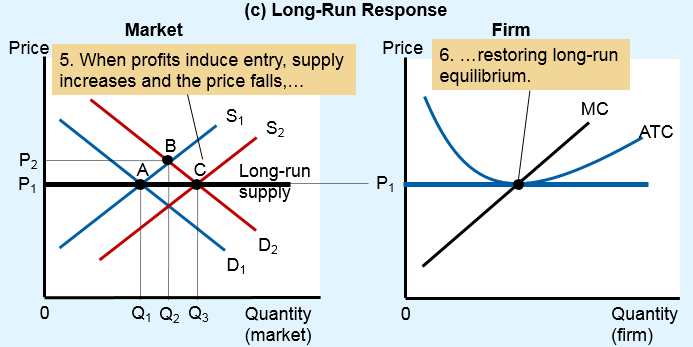 (c) Long-Run Response
Market
Firm
Price
5. When profits induce entry, supply
increases and the price falls,…
S1
S2
B
A
C
P2
P1
Long-run
supply
D2
D1
0
Q1 Q2 Q3
Quantity
(market)
Price
6. …restoring long-run
equilibrium.
MC
ATC
P1
0
Quantity
(firm)